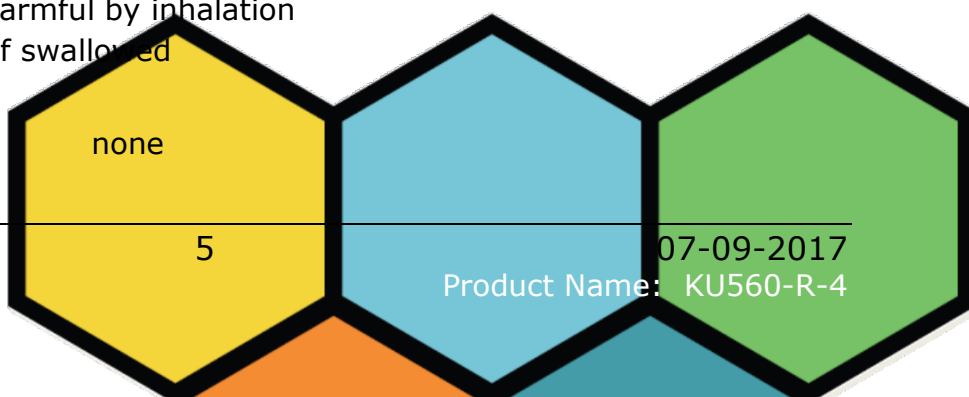 armful by inhalation
f swallowed
none
5 07-09-2017
Product Name: KU560-R-4